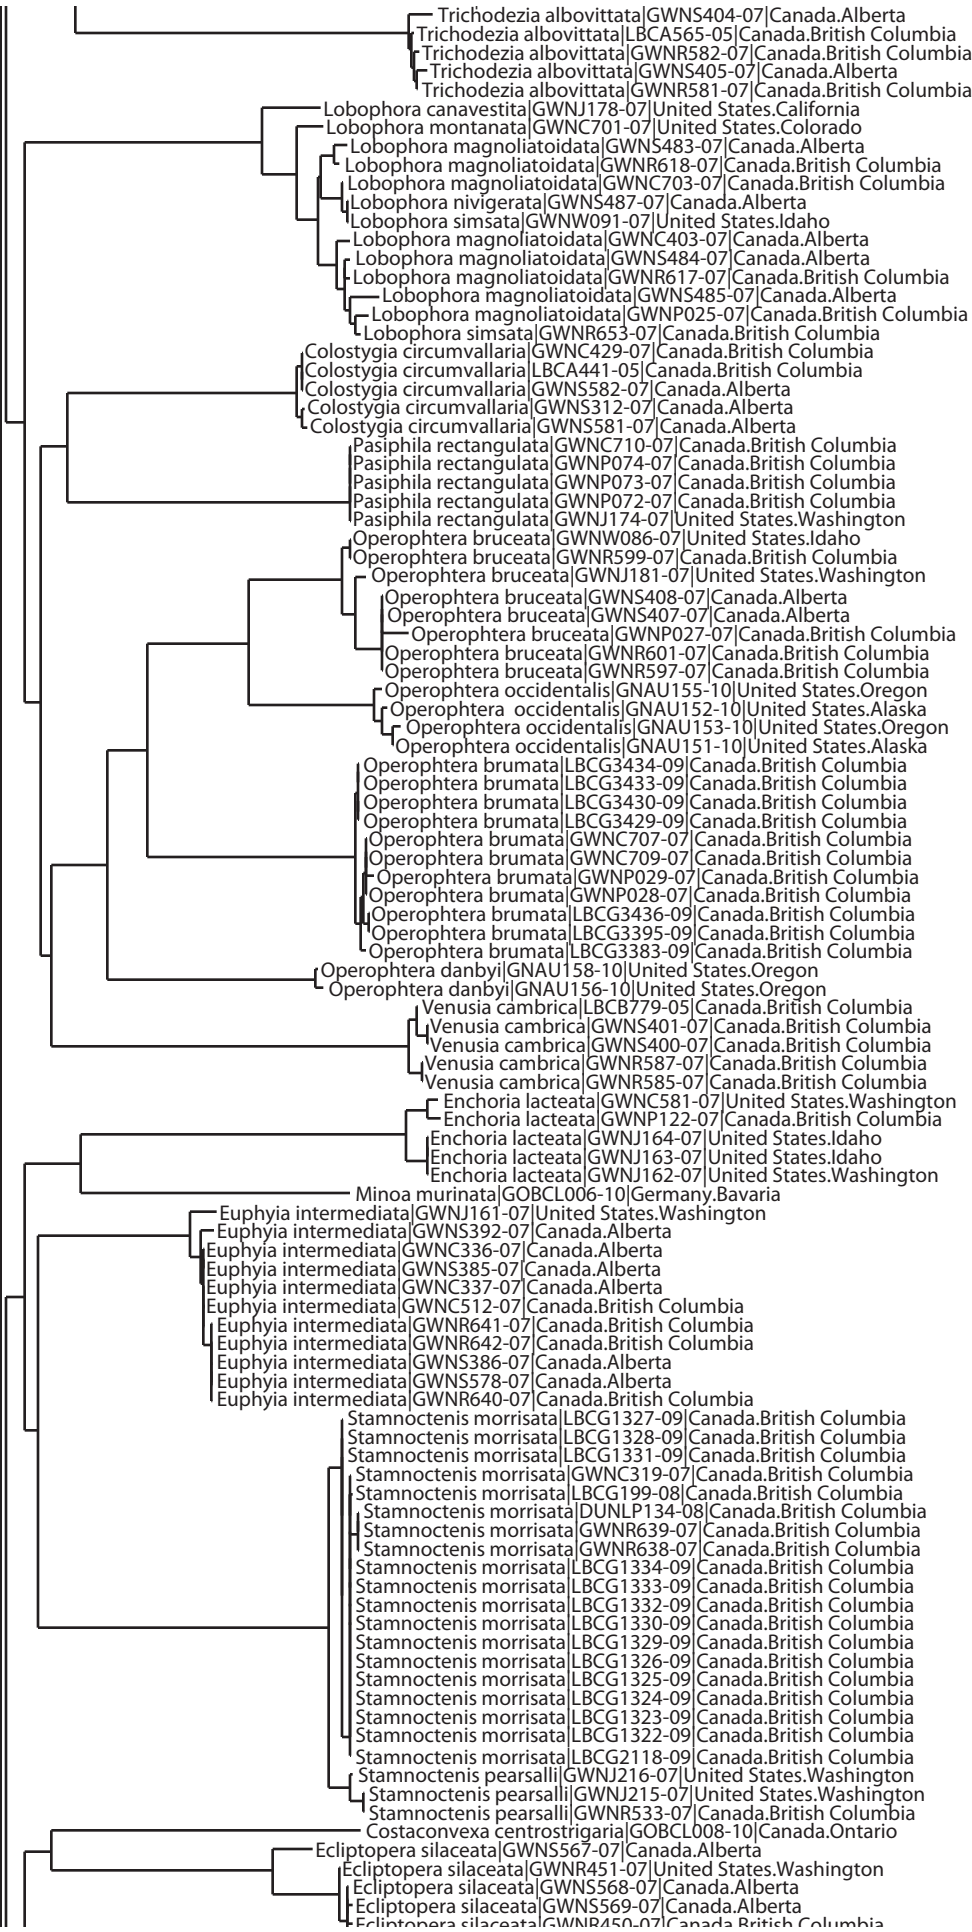 Trichodezia albovittata|GWNS404-07|Canada.Alberta
Trichodezia albovittata|LBCA565-05|Canada.British Columbia
Trichodezia albovittata|GWNR582-07|Canada.British Columbia
Trichodezia albovittata|GWNS405-07|Canada.Alberta
Trichodezia albovittata|GWNR581-07|Canada.British Columbia
Lobophora canavestita|GWNJ178-07|United States.California
Lobophora montanata|GWNC701-07|United States.Colorado
Lobophora magnoliatoidata|GWNS483-07|Canada.Alberta
Lobophora magnoliatoidata|GWNR618-07|Canada.British Columbia
Lobophora magnoliatoidata|GWNC703-07|Canada.British Columbia
Lobophora nivigerata|GWNS487-07|Canada.Alberta
Lobophora simsata|GWNW091-07|United States.Idaho
Lobophora magnoliatoidata|GWNC403-07|Canada.Alberta
Lobophora magnoliatoidata|GWNS484-07|Canada.Alberta
Lobophora magnoliatoidata|GWNR617-07|Canada.British Columbia
Lobophora magnoliatoidata|GWNS485-07|Canada.Alberta
Lobophora magnoliatoidata|GWNP025-07|Canada.British Columbia
Lobophora simsata|GWNR653-07|Canada.British Columbia
Colostygia circumvallaria|GWNC429-07|Canada.British Columbia
Colostygia circumvallaria|LBCA441-05|Canada.British Columbia
Colostygia circumvallaria|GWNS582-07|Canada.Alberta
Colostygia circumvallaria|GWNS312-07|Canada.Alberta
Colostygia circumvallaria|GWNS581-07|Canada.Alberta
Pasiphila rectangulata|GWNC710-07|Canada.British Columbia
Pasiphila rectangulata|GWNP074-07|Canada.British Columbia
Pasiphila rectangulata|GWNP073-07|Canada.British Columbia
Pasiphila rectangulata|GWNP072-07|Canada.British Columbia
Pasiphila rectangulata|GWNJ174-07|United States.Washington
Operophtera bruceata|GWNW086-07|United States.Idaho
Operophtera bruceata|GWNR599-07|Canada.British Columbia
Operophtera bruceata|GWNJ181-07|United States.Washington
Operophtera bruceata|GWNS408-07|Canada.Alberta
Operophtera bruceata|GWNS407-07|Canada.Alberta
Operophtera bruceata|GWNP027-07|Canada.British Columbia
Operophtera bruceata|GWNR601-07|Canada.British Columbia
Operophtera bruceata|GWNR597-07|Canada.British Columbia
Operophtera occidentalis|GNAU155-10|United States.Oregon
Operophtera occidentalis|GNAU152-10|United States.Alaska
Operophtera occidentalis|GNAU153-10|United States.Oregon
Operophtera occidentalis|GNAU151-10|United States.Alaska
Operophtera brumata|LBCG3434-09|Canada.British Columbia
Operophtera brumata|LBCG3433-09|Canada.British Columbia
Operophtera brumata|LBCG3430-09|Canada.British Columbia
Operophtera brumata|LBCG3429-09|Canada.British Columbia
Operophtera brumata|GWNC707-07|Canada.British Columbia
Operophtera brumata|GWNC709-07|Canada.British Columbia
Operophtera brumata|GWNP029-07|Canada.British Columbia
Operophtera brumata|GWNP028-07|Canada.British Columbia
Operophtera brumata|LBCG3436-09|Canada.British Columbia
Operophtera brumata|LBCG3395-09|Canada.British Columbia
Operophtera brumata|LBCG3383-09|Canada.British Columbia
Operophtera danbyi|GNAU158-10|United States.Oregon
Operophtera danbyi|GNAU156-10|United States.Oregon
Venusia cambrica|LBCB779-05|Canada.British Columbia
Venusia cambrica|GWNS401-07|Canada.British Columbia
Venusia cambrica|GWNS400-07|Canada.British Columbia
Venusia cambrica|GWNR587-07|Canada.British Columbia
Venusia cambrica|GWNR585-07|Canada.British Columbia
Enchoria lacteata|GWNC581-07|United States.Washington
Enchoria lacteata|GWNP122-07|Canada.British Columbia
Enchoria lacteata|GWNJ164-07|United States.Idaho
Enchoria lacteata|GWNJ163-07|United States.Idaho
Enchoria lacteata|GWNJ162-07|United States.Washington
Minoa murinata|GOBCL006-10|Germany.Bavaria
Euphyia intermediata|GWNJ161-07|United States.Washington
Euphyia intermediata|GWNS392-07|Canada.Alberta
Euphyia intermediata|GWNC336-07|Canada.Alberta
Euphyia intermediata|GWNS385-07|Canada.Alberta
Euphyia intermediata|GWNC337-07|Canada.Alberta
Euphyia intermediata|GWNC512-07|Canada.British Columbia
Euphyia intermediata|GWNR641-07|Canada.British Columbia
Euphyia intermediata|GWNR642-07|Canada.British Columbia
Euphyia intermediata|GWNS386-07|Canada.Alberta
Euphyia intermediata|GWNS578-07|Canada.Alberta
Euphyia intermediata|GWNR640-07|Canada.British Columbia
Stamnoctenis morrisata|LBCG1327-09|Canada.British Columbia
Stamnoctenis morrisata|LBCG1328-09|Canada.British Columbia
Stamnoctenis morrisata|LBCG1331-09|Canada.British Columbia
Stamnoctenis morrisata|GWNC319-07|Canada.British Columbia
Stamnoctenis morrisata|LBCG199-08|Canada.British Columbia
Stamnoctenis morrisata|DUNLP134-08|Canada.British Columbia
Stamnoctenis morrisata|GWNR639-07|Canada.British Columbia
Stamnoctenis morrisata|GWNR638-07|Canada.British Columbia
Stamnoctenis morrisata|LBCG1334-09|Canada.British Columbia
Stamnoctenis morrisata|LBCG1333-09|Canada.British Columbia
Stamnoctenis morrisata|LBCG1332-09|Canada.British Columbia
Stamnoctenis morrisata|LBCG1330-09|Canada.British Columbia
Stamnoctenis morrisata|LBCG1329-09|Canada.British Columbia
Stamnoctenis morrisata|LBCG1326-09|Canada.British Columbia
Stamnoctenis morrisata|LBCG1325-09|Canada.British Columbia
Stamnoctenis morrisata|LBCG1324-09|Canada.British Columbia
Stamnoctenis morrisata|LBCG1323-09|Canada.British Columbia
Stamnoctenis morrisata|LBCG1322-09|Canada.British Columbia
Stamnoctenis morrisata|LBCG2118-09|Canada.British Columbia
Stamnoctenis pearsalli|GWNJ216-07|United States.Washington
Stamnoctenis pearsalli|GWNJ215-07|United States.Washington
Stamnoctenis pearsalli|GWNR533-07|Canada.British Columbia
Costaconvexa centrostrigaria|GOBCL008-10|Canada.Ontario
Ecliptopera silaceata|GWNS567-07|Canada.Alberta
Ecliptopera silaceata|GWNR451-07|United States.Washington
Ecliptopera silaceata|GWNS568-07|Canada.Alberta
Ecliptopera silaceata|GWNS569-07|Canada.Alberta
Ecliptopera silaceata|GWNR450-07|Canada.British Columbia